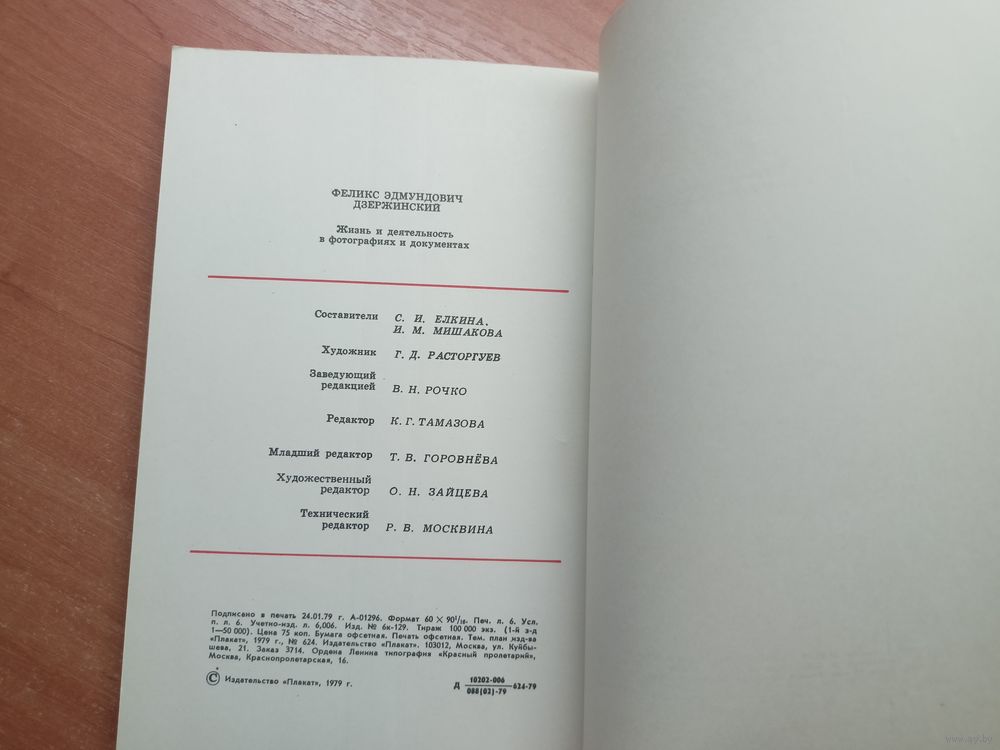 ФЕЛИКС ЭДМУНДОВИЧ
ДЗЕРЖИНСКИЙ
Жизнь и деятельность
в фотографиях и документах
Составители С. И. ЕЛКИНА,
И. М. МИШАКОВА
Художник Г. Д. РАСТОРГУЕВ
Заведующий
редакцией В. Н. РОЧКО
Редактор К. Г. ТАМАЗОВА
Младший редактор Т. В. ГОРОВНЁВА
Художественный
редактор О. Н. ЗАЙЦЕВА
Технический
редактор Р. В. МОСКВИНА
Подписано в печать 24.01.79 г. А-01296. Формат 60 × 90¹/₁₆. Печ. л. 6. Усл.
п. л. 6. Учетно-изд. л. 6,006. Изд. № 6к-129. Тираж 100 000 экз. (1-й з-д
1—50 000). Цена 75 коп. Бумага офсетная. Печать офсетная. Тем. план изд-ва
«Плакат», 1979 г., № 624. Издательство «Плакат». 103012, Москва, ул. Куйбы-
шева, 21. Заказ 3714. Ордена Ленина типография «Красный пролетарий»,
Москва, Краснопролетарская, 16.
© Издательство «Плакат», 1979 г.
Д 10202-006
088(02)-79 624-79
www.ay.by